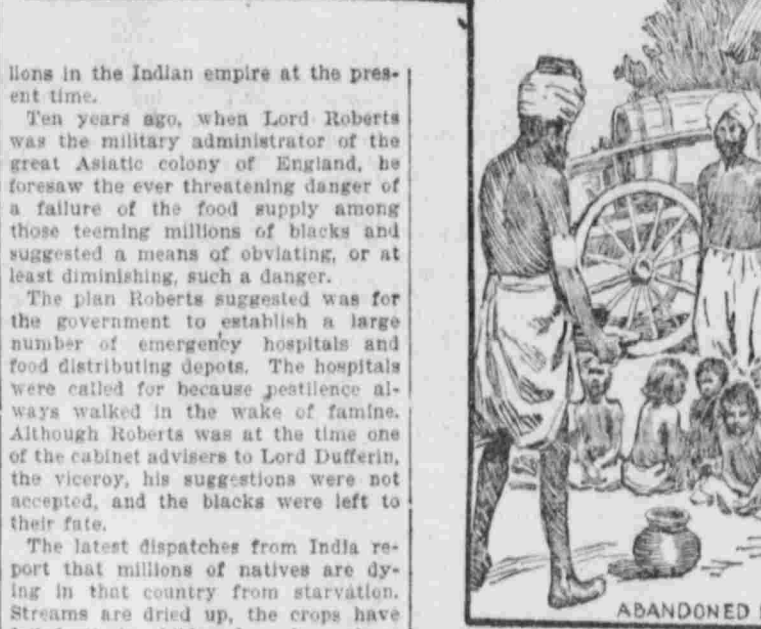 lions in the Indian empire at the pres-
ent time.
Ten years ago, when Lord Roberts
was the military administrator of the
great Asiatic colony of England, he
foresaw the ever threatening danger of
a failure of the food supply among
those teeming millions of blacks and
suggested a means of obviating, or at
least diminishing, such a danger.
The plan Roberts suggested was for
the government to establish a large
number of emergency hospitals and
food distributing depots. The hospitals
were called for because pestilence al-
ways walked in the wake of famine.
Although Roberts was at the time one
of the cabinet advisers to Lord Dufferin,
the viceroy, his suggestions were not
accepted, and the blacks were left to
their fate.
The latest dispatches from India re-
port that millions of natives are dy-
ing in that country from starvation.
Streams are dried up, the crops have
ABANDONED